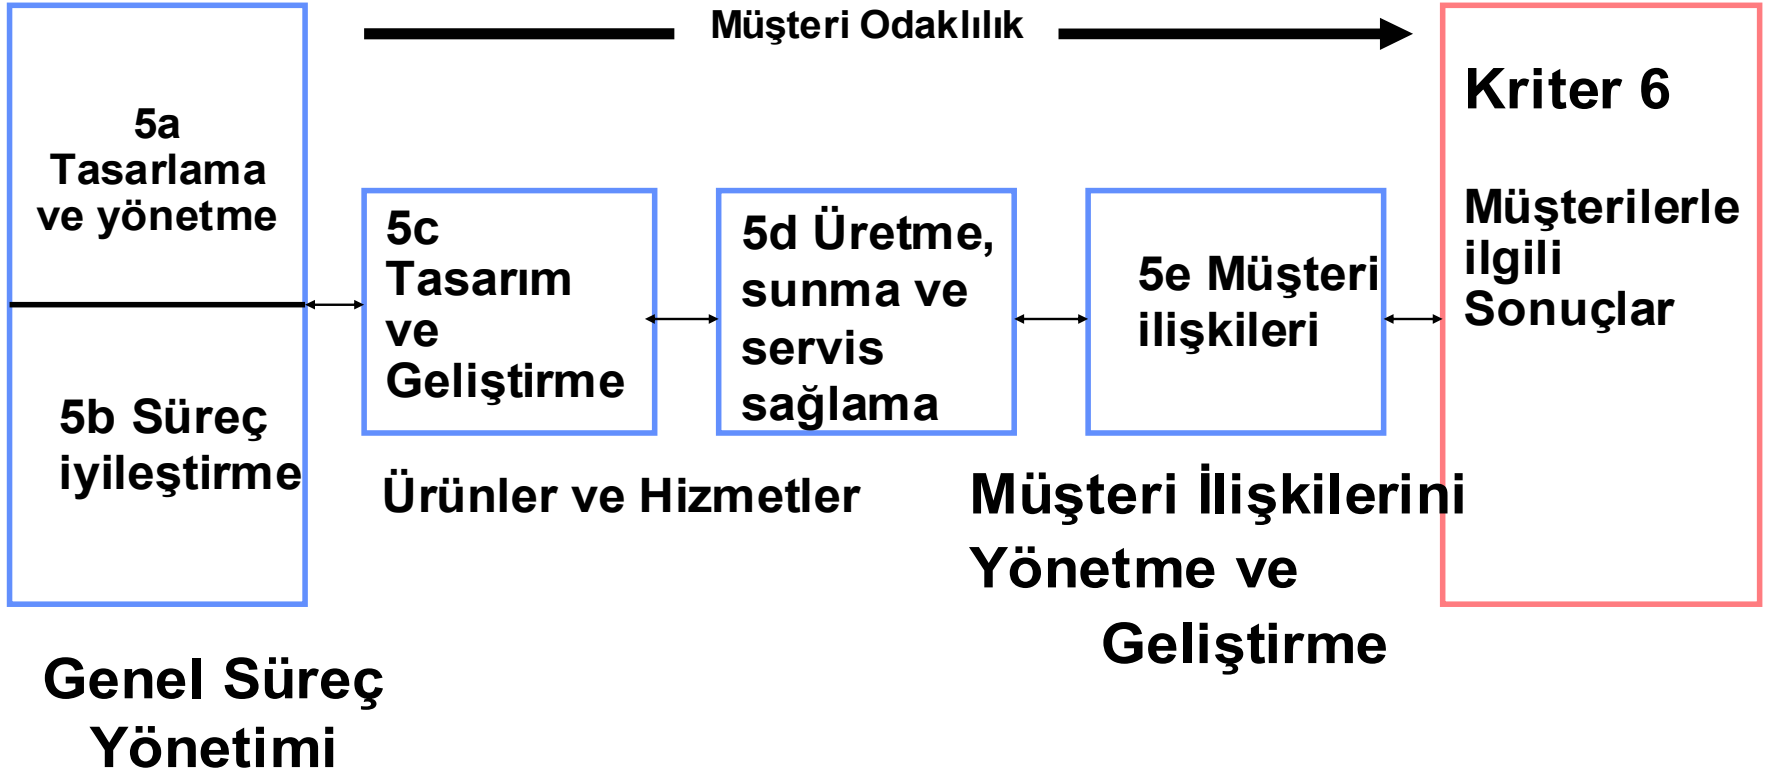 Müşteri Odaklılık
5a
Tasarlama
ve yönetme
5b Süreç
iyileştirme
5c
Tasarım
ve
Geliştirme
5d Üretme,
sunma ve
servis
sağlama
5e Müşteri
ilişkileri
Kriter 6
Müşterilerle
ilgili
Sonuçlar
Ürünler ve Hizmetler
Müşteri İlişkilerini
Yönetme ve
Geliştirme
Genel Süreç
Yönetimi